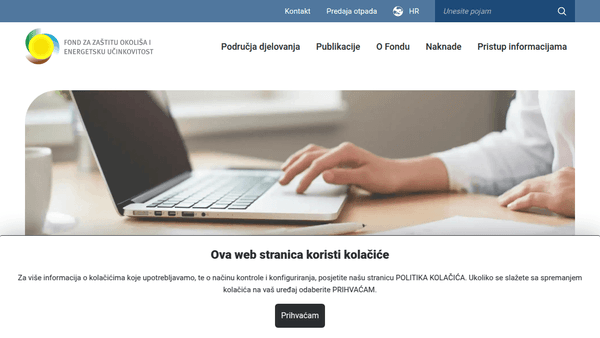 Kontakt Predaja otpada HR Unesite pojam
FOND ZA ZAŠTITU OKOLIŠA I
ENERGETSKU UČINKOVITOST
Područja djelovanja Publikacije O Fondu Naknade Pristup informacijama
Ova web stranica koristi kolačiće
Za više informacija o kolačićima koje upotrebljavamo, te o načinu kontrole i konfiguriranja, posjetite našu stranicu POLITIKA KOLAČIĆA. Ukoliko se slažete sa spremanjem
kolačića na vaš uređaj odaberite PRIHVAĆAM.
Prihvaćam